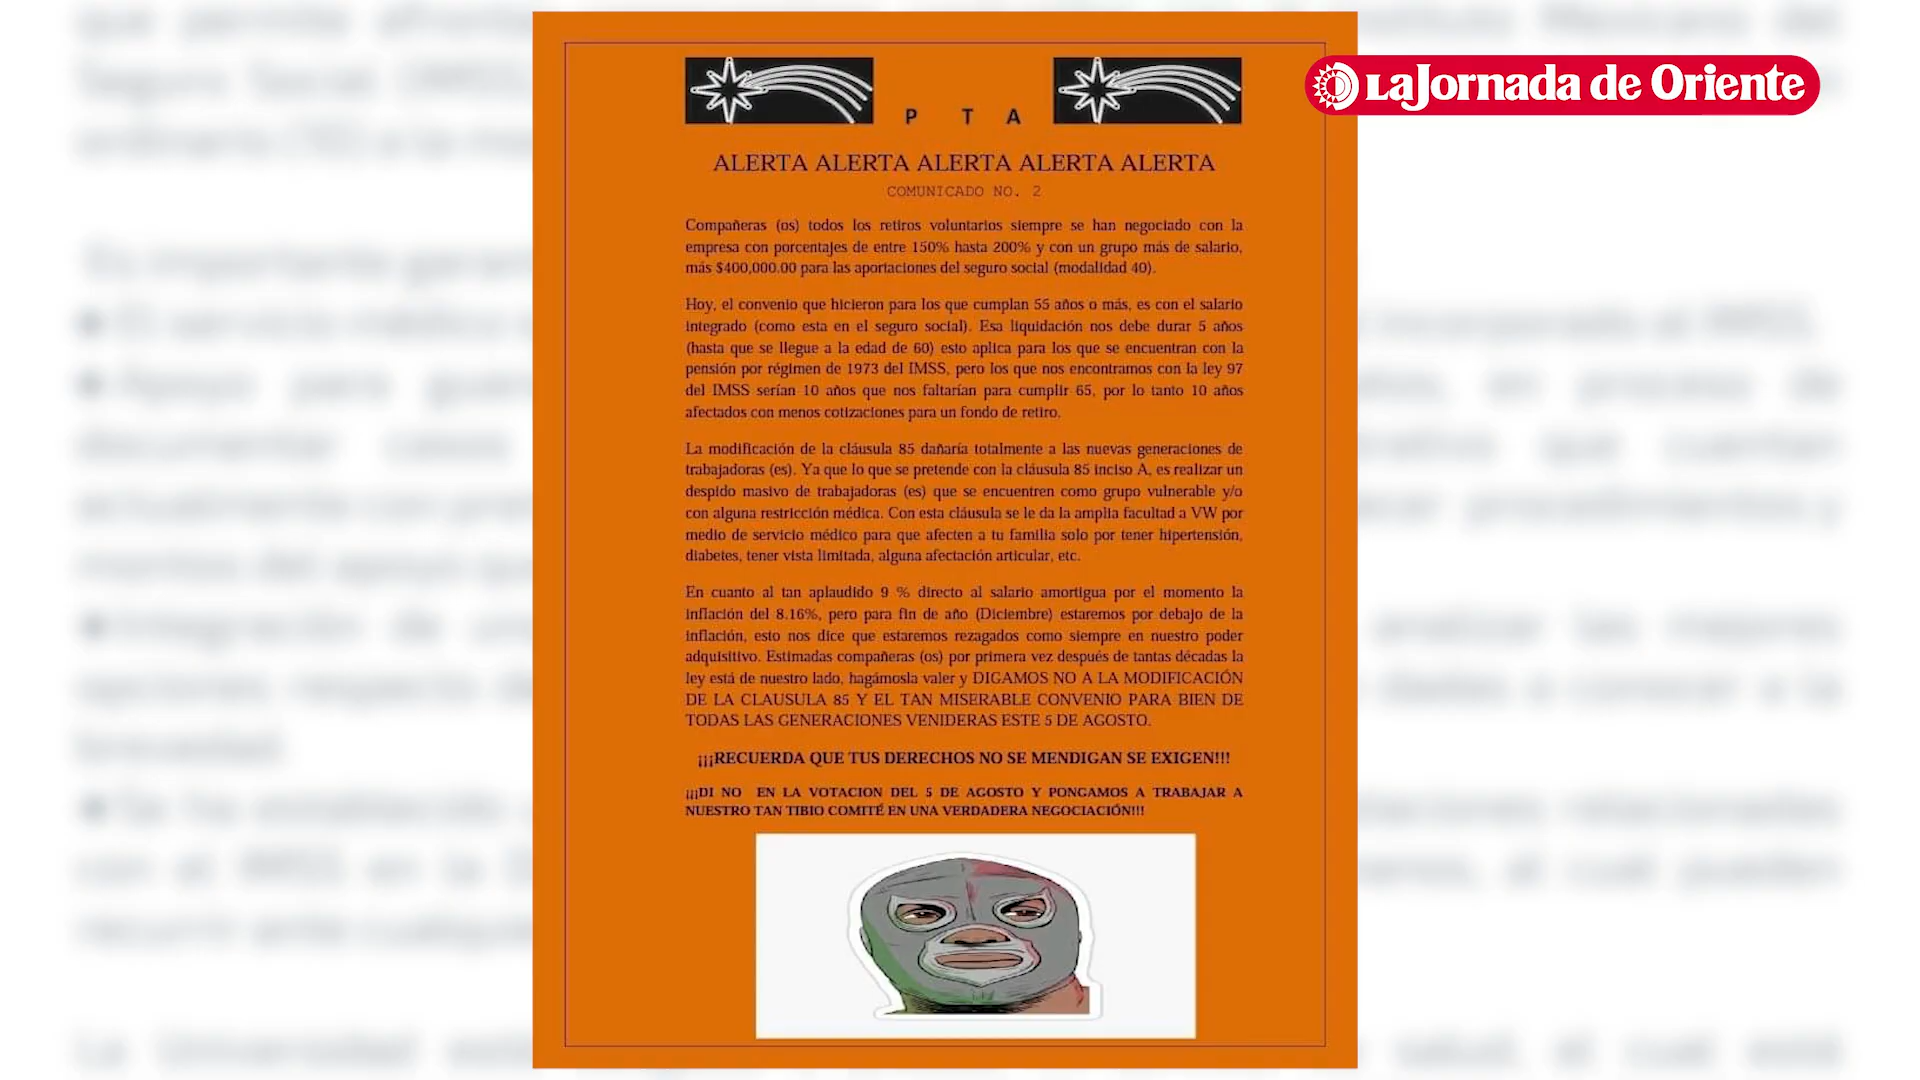 LaJornada de Oriente
P T A
ALERTA ALERTA ALERTA ALERTA ALERTA
COMUNICADO NO. 2
Compañeras (os) todos los retiros voluntarios siempre se han negociado con la
empresa con porcentajes de entre 150% hasta 200% y con un grupo más de salario,
más $400,000.00 para las aportaciones del seguro social (modalidad 40).
Hoy, el convenio que hicieron para los que cumplan 55 años o más, es con el salario
integrado (como esta en el seguro social). Esa liquidación nos debe durar 5 años
(hasta que se llegue a la edad de 60) esto aplica para los que se encuentran con la
pensión por régimen de 1973 del IMSS, pero los que nos encontramos con la ley 97
del IMSS serían 10 años que nos faltarían para cumplir 65, por lo tanto 10 años
afectados con menos cotizaciones para un fondo de retiro.
La modificación de la cláusula 85 dañaría totalmente a las nuevas generaciones de
trabajadoras (es). Ya que lo que se pretende con la cláusula 85 inciso A, es realizar un
despido masivo de trabajadoras (es) que se encuentren como grupo vulnerable y/o
con alguna restricción médica. Con esta cláusula se le da la amplia facultad a VW por
medio de servicio médico para que afecten a tu familia solo por tener hipertensión,
diabetes, tener vista limitada, alguna afectación articular, etc.
En cuanto al tan aplaudido 9 % directo al salario amortigua por el momento la
inflación del 8.16%, pero para fin de año (Diciembre) estaremos por debajo de la
inflación, esto nos dice que estaremos rezagados como siempre en nuestro poder
adquisitivo. Estimadas compañeras (os) por primera vez después de tantas décadas la
ley está de nuestro lado, hagámosla valer y DIGAMOS NO A LA MODIFICACIÓN
DE LA CLAUSULA 85 Y EL TAN MISERABLE CONVENIO PARA BIEN DE
TODAS LAS GENERACIONES VENIDERAS ESTE 5 DE AGOSTO.
¡¡¡RECUERDA QUE TUS DERECHOS NO SE MENDIGAN SE EXIGEN!!!
¡¡¡DI NO EN LA VOTACION DEL 5 DE AGOSTO Y PONGAMOS A TRABAJAR A
NUESTRO TAN TIBIO COMITÉ EN UNA VERDADERA NEGOCIACIÓN!!!